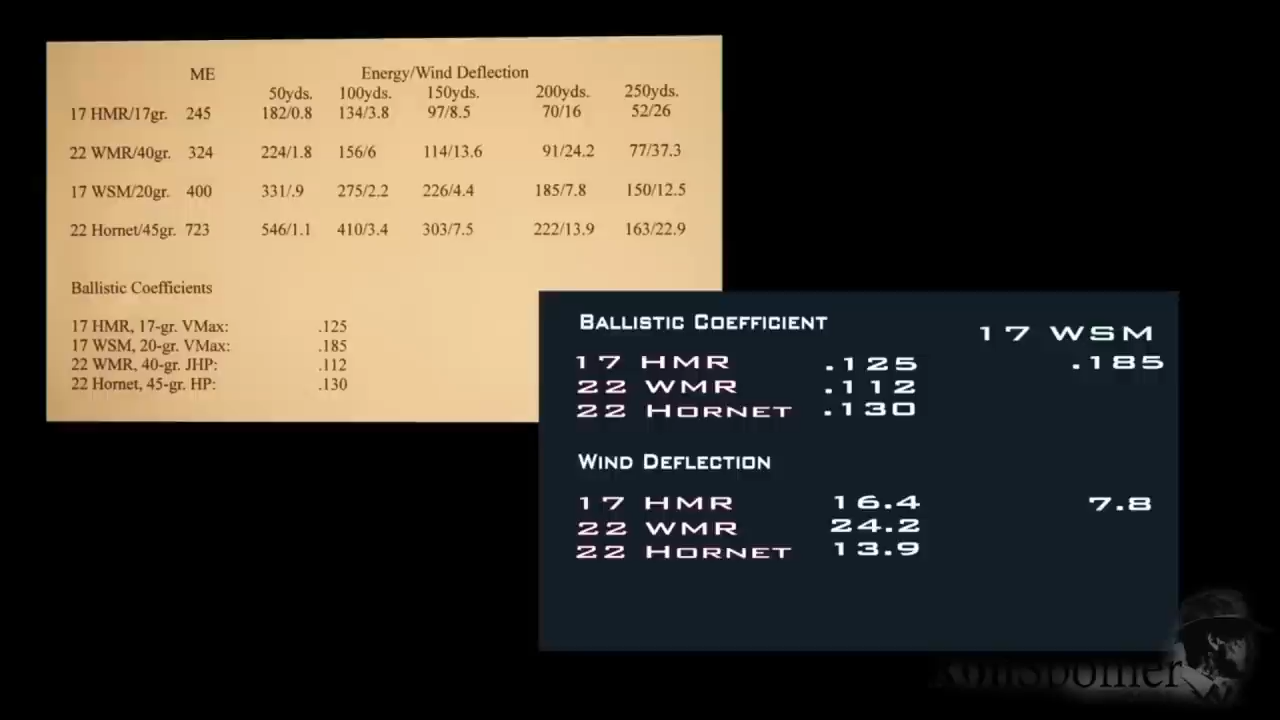 ME Energy/Wind Deflection
50yds. 100yds. 150yds. 200yds. 250yds.
17 HMR/17gr. 245 182/0.8 134/3.8 97/8.5 70/16 52/26
22 WMR/40gr. 324 224/1.8 156/6 114/13.6 91/24.2 77/37.3
17 WSM/20gr. 400 331/.9 275/2.2 226/4.4 185/7.8 150/12.5
22 Hornet/45gr. 723 546/1.1 410/3.4 303/7.5 222/13.9 163/22.9
Ballistic Coefficients
17 HMR, 17-gr. VMax: .125
17 WSM, 20-gr. VMax: .185
22 WMR, 40-gr. JHP: .112
22 Hornet, 45-gr. HP: .130
BALLISTIC COEFFICIENT
17 WSM
17 HMR .125 .185
22 WMR .112
22 HORNET .130
WIND DEFLECTION
17 HMR 16.4 7.8
22 WMR 24.2
22 HORNET 13.9
RonSpomer